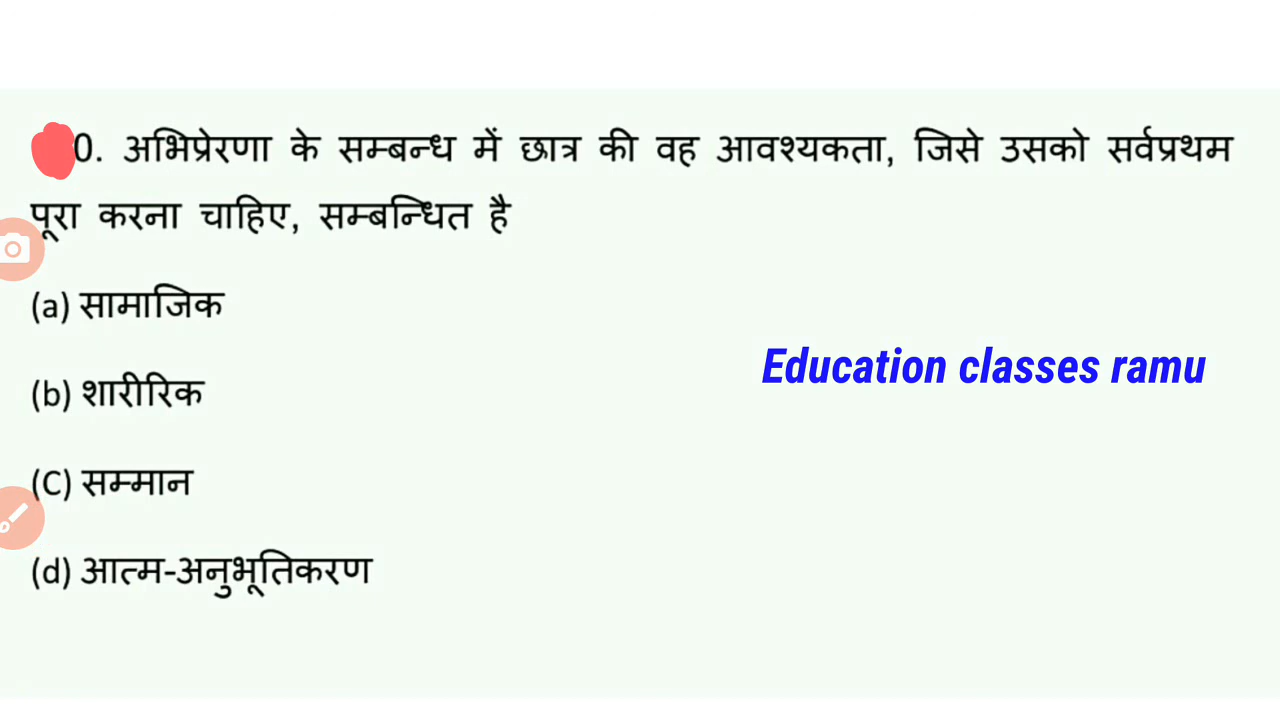 0. अभिप्रेरणा के सम्बन्ध में छात्र की वह आवश्यकता, जिसे उसको सर्वप्रथम
पूरा करना चाहिए, सम्बन्धित है
(a) सामाजिक
(b) शारीरिक
Education classes ramu
(C) सम्मान
(d) आत्म-अनुभूतिकरण